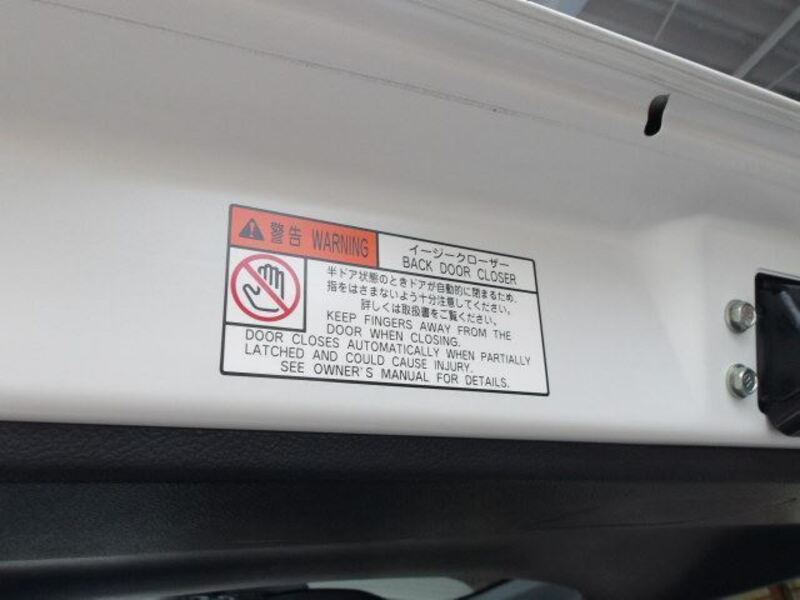 警告 WARNING
イージークローザー
BACK DOOR CLOSER
半ドア状態のときドアが自動的に閉まるため、
指をはさまないよう十分注意してください。
詳しくは取扱書をご覧ください。
KEEP FINGERS AWAY FROM THE
DOOR WHEN CLOSING.
DOOR CLOSES AUTOMATICALLY WHEN PARTIALLY
LATCHED AND COULD CAUSE INJURY.
SEE OWNER'S MANUAL FOR DETAILS.